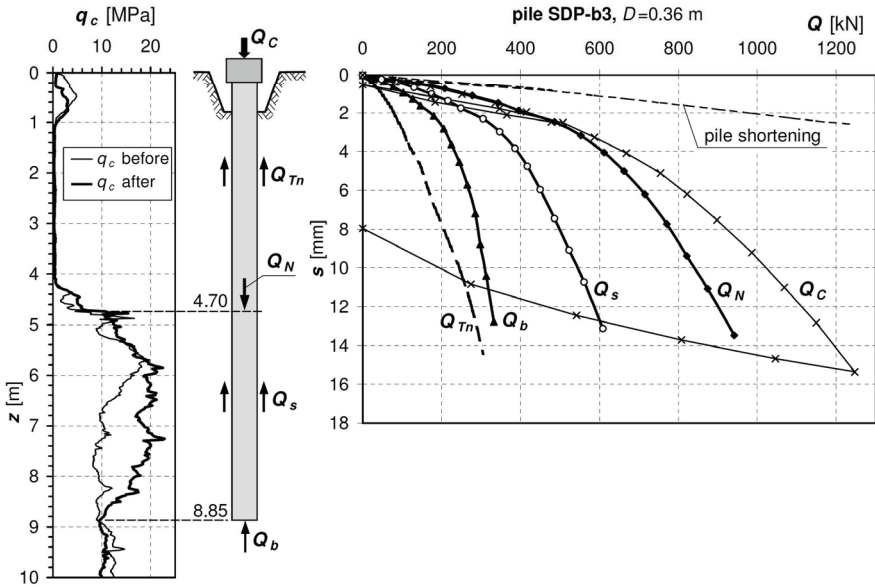 q_c [MPa]
0 10 20
0
1
2
3
4
5
6
7
8
9
10
z [m]
q_c before
q_c after
Q_C
Q_Tn
Q_N
4.70
Q_s
8.85
Q_b
pile SDP-b3, D=0.36 m
Q [kN]
0 200 400 600 800 1000 1200
0
2
4
6
8
10
12
14
16
18
s [mm]
pile shortening
Q_Tn
Q_b
Q_s
Q_N
Q_C